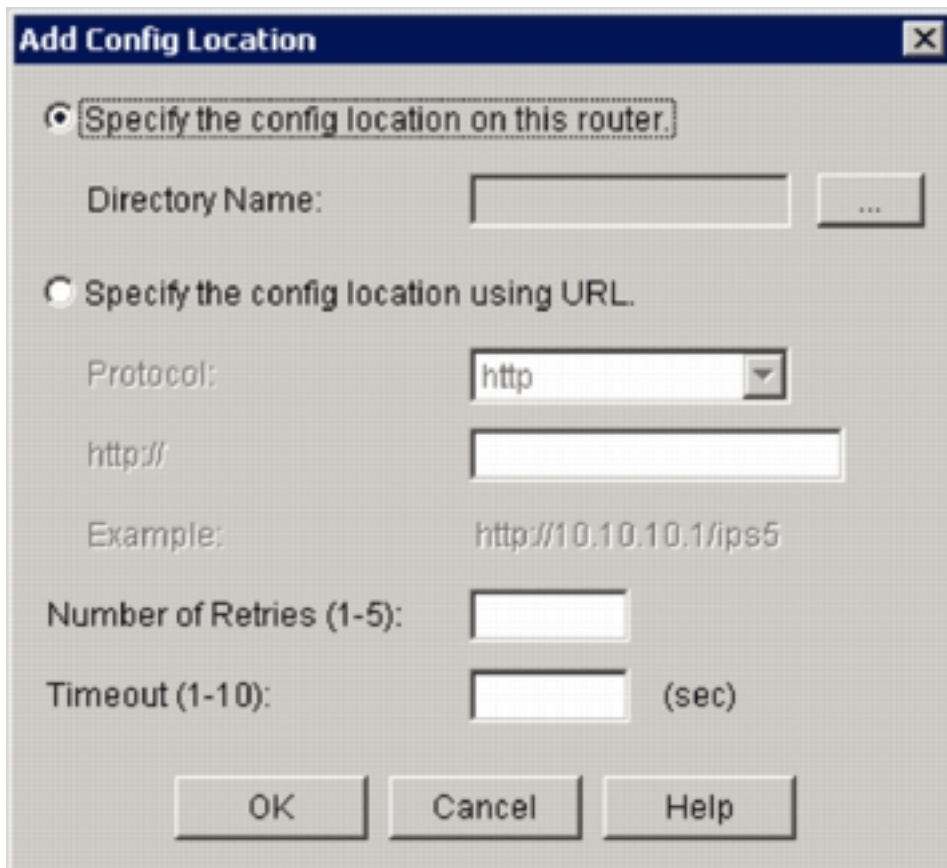 Add Config Location
Specify the config location on this router.
Directory Name:
...
Specify the config location using URL.
Protocol:
http
http://
Example:
http://10.10.10.1/ips5
Number of Retries (1-5):
Timeout (1-10):
(sec)
OK
Cancel
Help